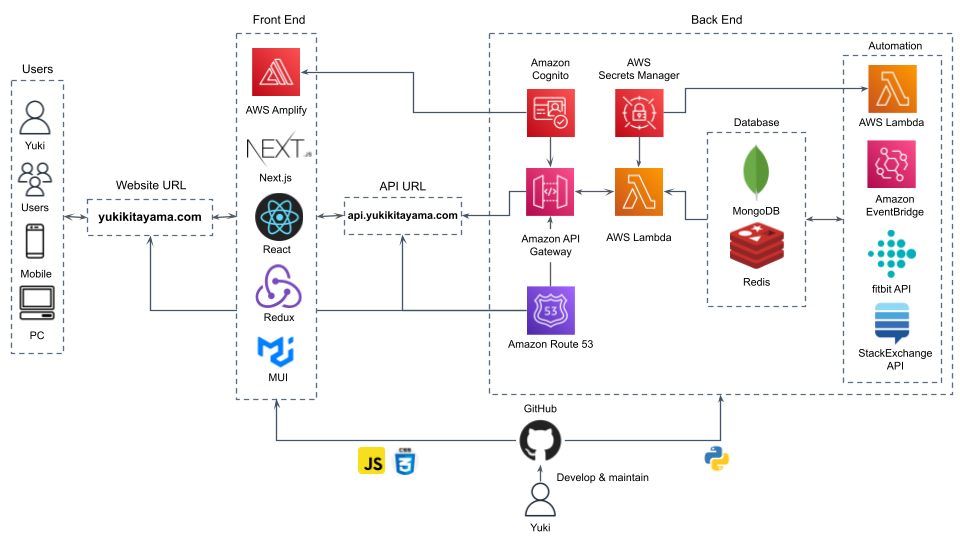 Front End
Back End
Users
Yuki
Users
Mobile
PC
Website URL
yukikitayama.com
AWS Amplify
NEXT.JS
Next.js
React
Redux
MUI
API URL
api.yukikitayama.com
Amazon
Cognito
AWS
Secrets Manager
Amazon API
Gateway
AWS Lambda
53
Amazon Route 53
Database
MongoDB
Redis
Automation
AWS Lambda
Amazon
EventBridge
fitbit API
StackExchange
API
GitHub
JS
CSS
3
Develop & maintain
Yuki